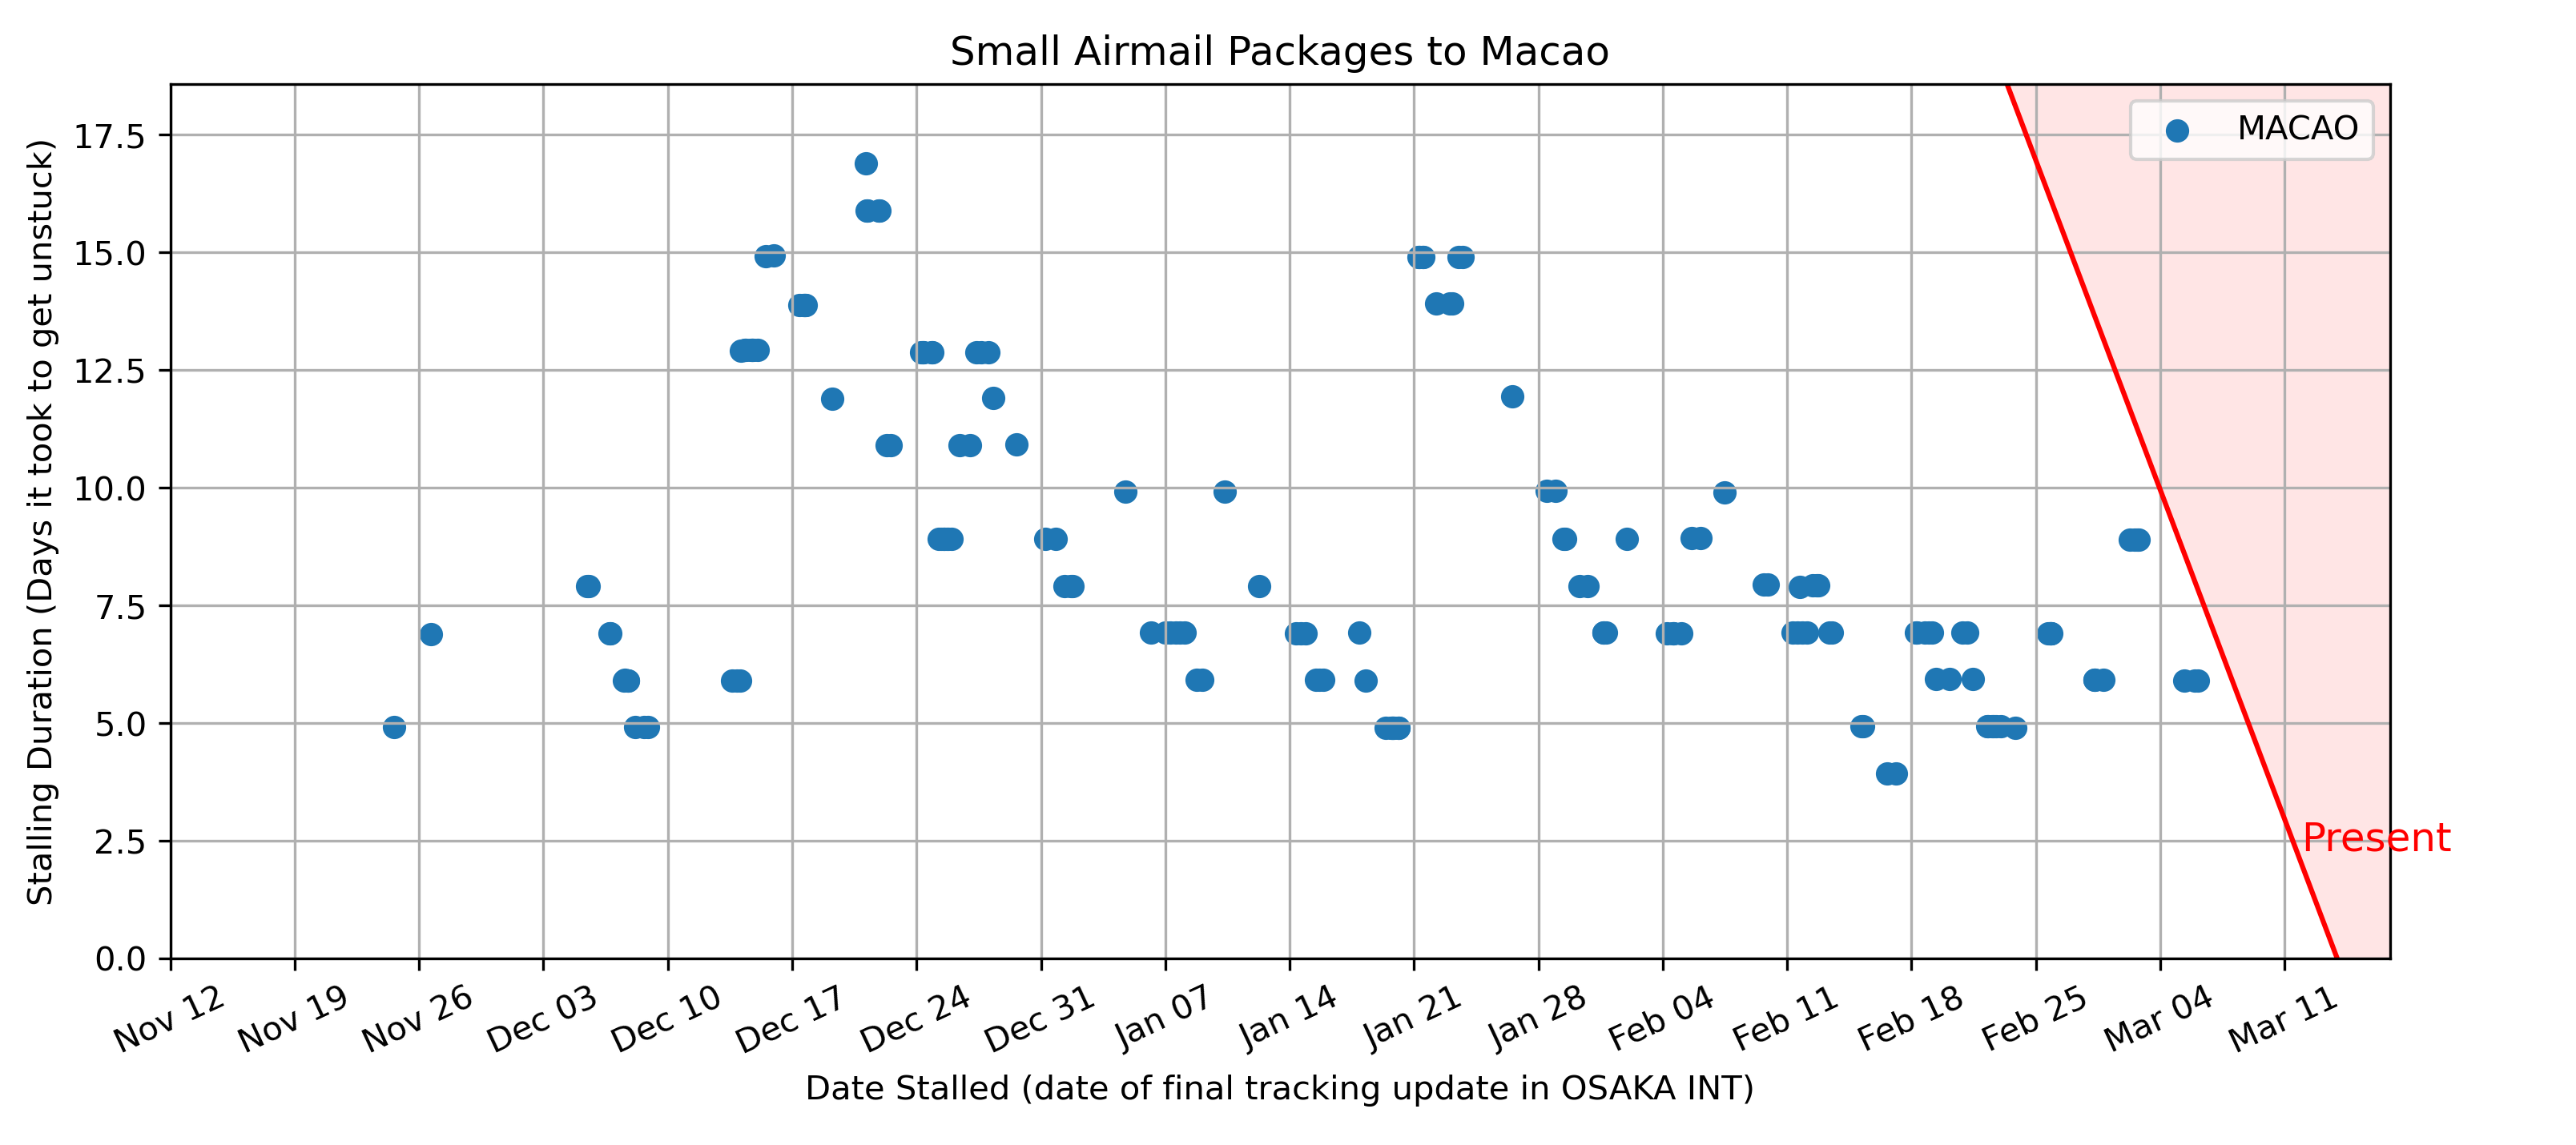 Small Airmail Packages to Macao
MACAO
Stalling Duration (Days it took to get unstuck)
17.5
15.0
12.5
10.0
7.5
5.0
2.5
0.0
Present
Nov 12
Nov 19
Nov 26
Dec 03
Dec 10
Dec 17
Dec 24
Dec 31
Jan 07
Jan 14
Jan 21
Jan 28
Feb 04
Feb 11
Feb 18
Feb 25
Mar 04
Mar 11
Date Stalled (date of final tracking update in OSAKA INT)